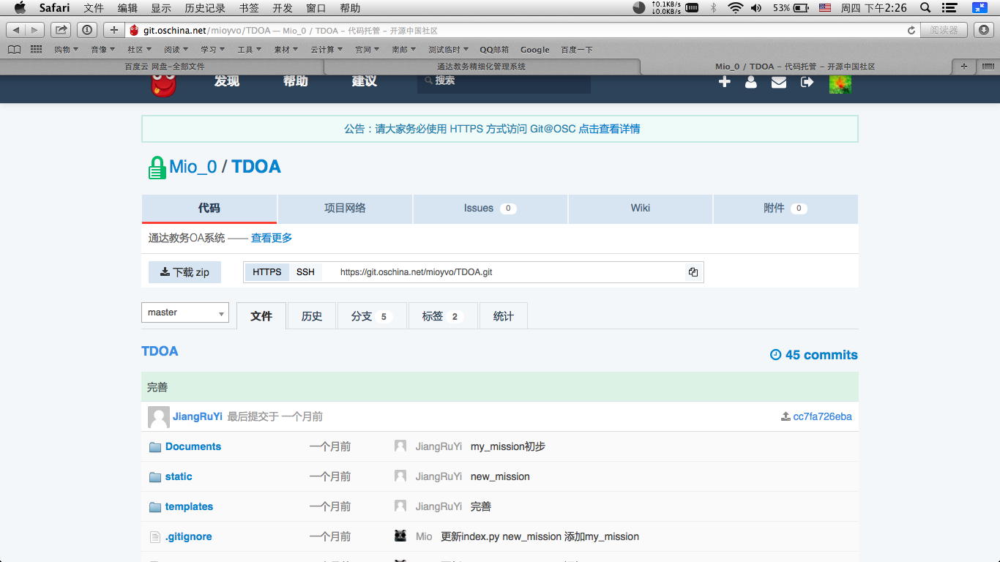 Safari 文件 编辑 显示 历史记录 书签 开发 窗口 帮助 ↑0.1KB/s ↓0.0KB/s 53% 周四 下午2:26
git.oschina.net/mioyvo/TDOA — Mio_0 / TDOA - 代码托管 - 开源中国社区 阅读器
购物 音像 社区 阅读 学习 工具 素材 云计算 官网 南邮 测试临时 QQ邮箱 Google 百度一下
百度云 网盘-全部文件 通达教务精细化管理系统 Mio_0 / TDOA - 代码托管 - 开源中国社区
发现 帮助 建议 搜索
公告：请大家务必使用 HTTPS 方式访问 Git@OSC 点击查看详情
Mio_0 / TDOA
代码 项目网络 Issues 0 Wiki 附件 0
通达教务OA系统 —— 查看更多
下载 zip HTTPS SSH https://git.oschina.net/mioyvo/TDOA.git
master 文件 历史 分支 5 标签 2 统计
TDOA 45 commits
完善
JiangRuYi 最后提交于 一个月前 cc7fa726eba
Documents 一个月前 JiangRuYi my_mission初步
static 一个月前 JiangRuYi new_mission
templates 一个月前 JiangRuYi 完善
.gitignore 一个月前 Mio 更新index.py new_mission 添加my_mission